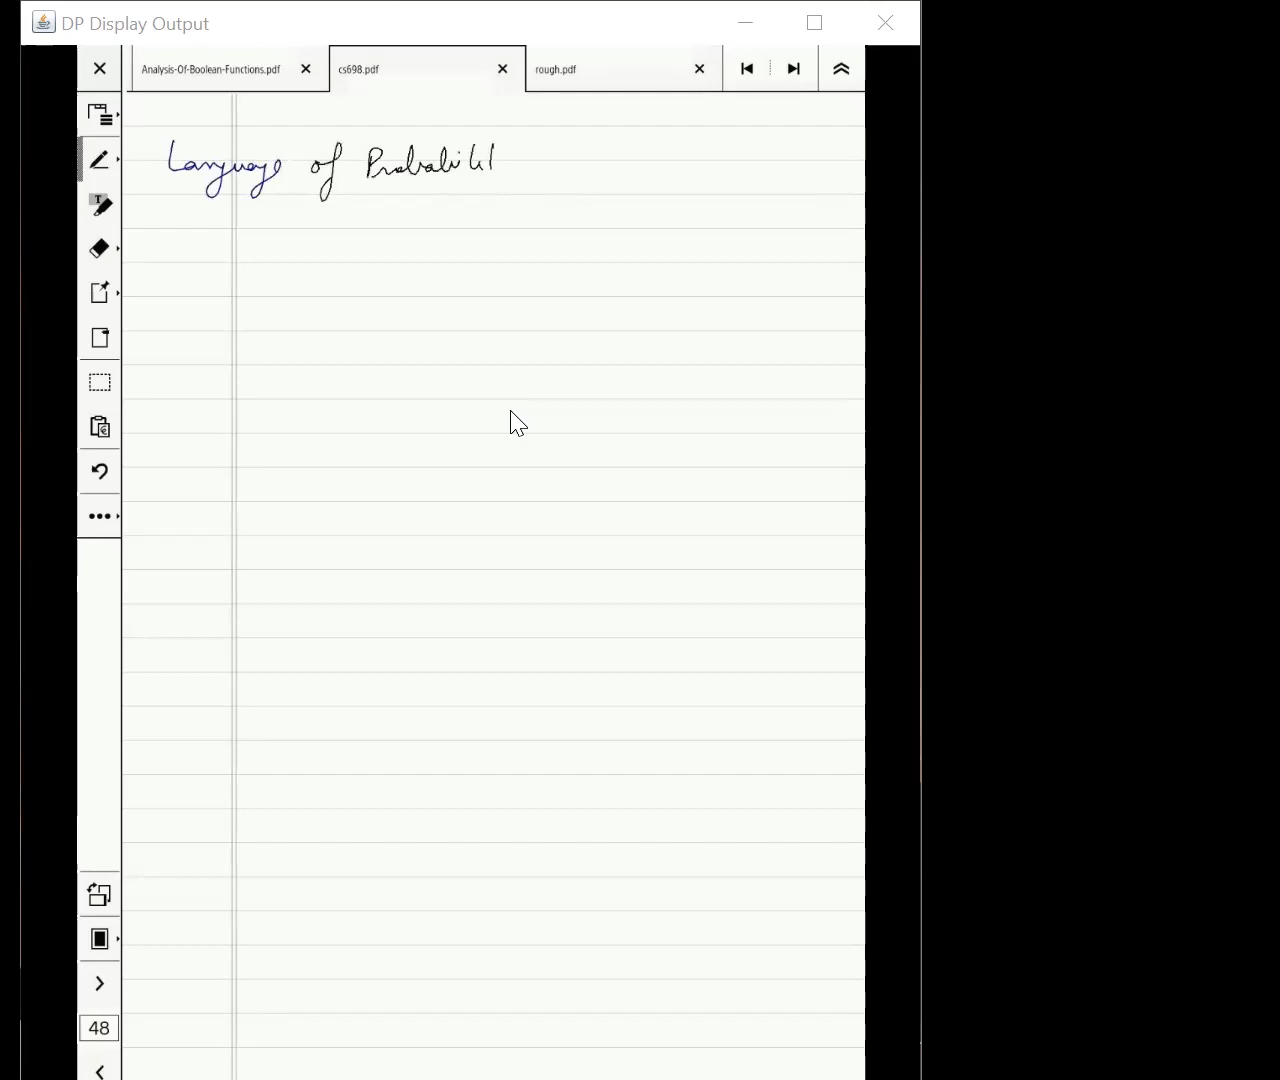 DP Display Output
Analysis-Of-Boolean-Functions.pdf cs698.pdf rough.pdf
Language of
48